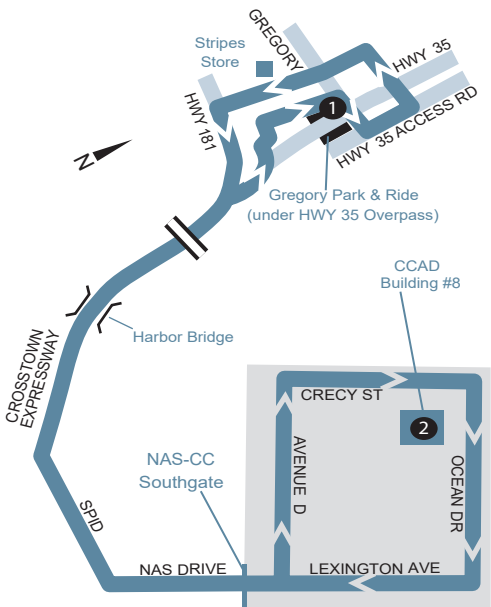 GREGORY
Stripes
Store
HWY 35
HWY 181
1
HWY 35 ACCESS RD
N
Gregory Park & Ride
(under HWY 35 Overpass)
CCAD
Building #8
Harbor Bridge
CROSSTOWN
EXPRESSWAY
CRECY ST
2
NAS-CC
Southgate
AVENUE D
OCEAN DR
SPID
NAS DRIVE
LEXINGTON AVE